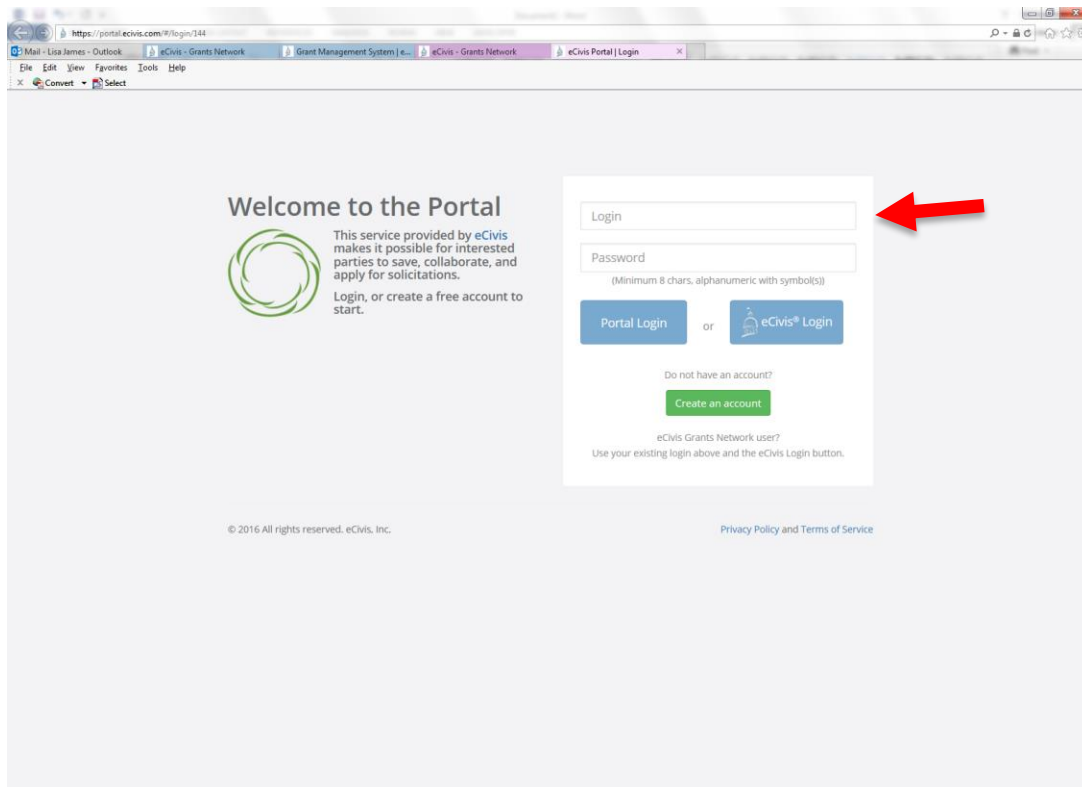 https://portal.ecivis.com/#/login/144
Mail - Lisa James - Outlook
eCivis - Grants Network
Grant Management System | e...
eCivis - Grants Network
eCivis Portal | Login
File Edit View Favorites Tools Help
Convert Select
Welcome to the Portal
This service provided by eCivis
makes it possible for interested
parties to save, collaborate, and
apply for solicitations.
Login, or create a free account to
start.
Login
Password
(Minimum 8 chars, alphanumeric with symbol(s))
Portal Login or eCivis® Login
Do not have an account?
Create an account
eCivis Grants Network user?
Use your existing login above and the eCivis Login button.
© 2016 All rights reserved. eCivis, Inc.
Privacy Policy and Terms of Service